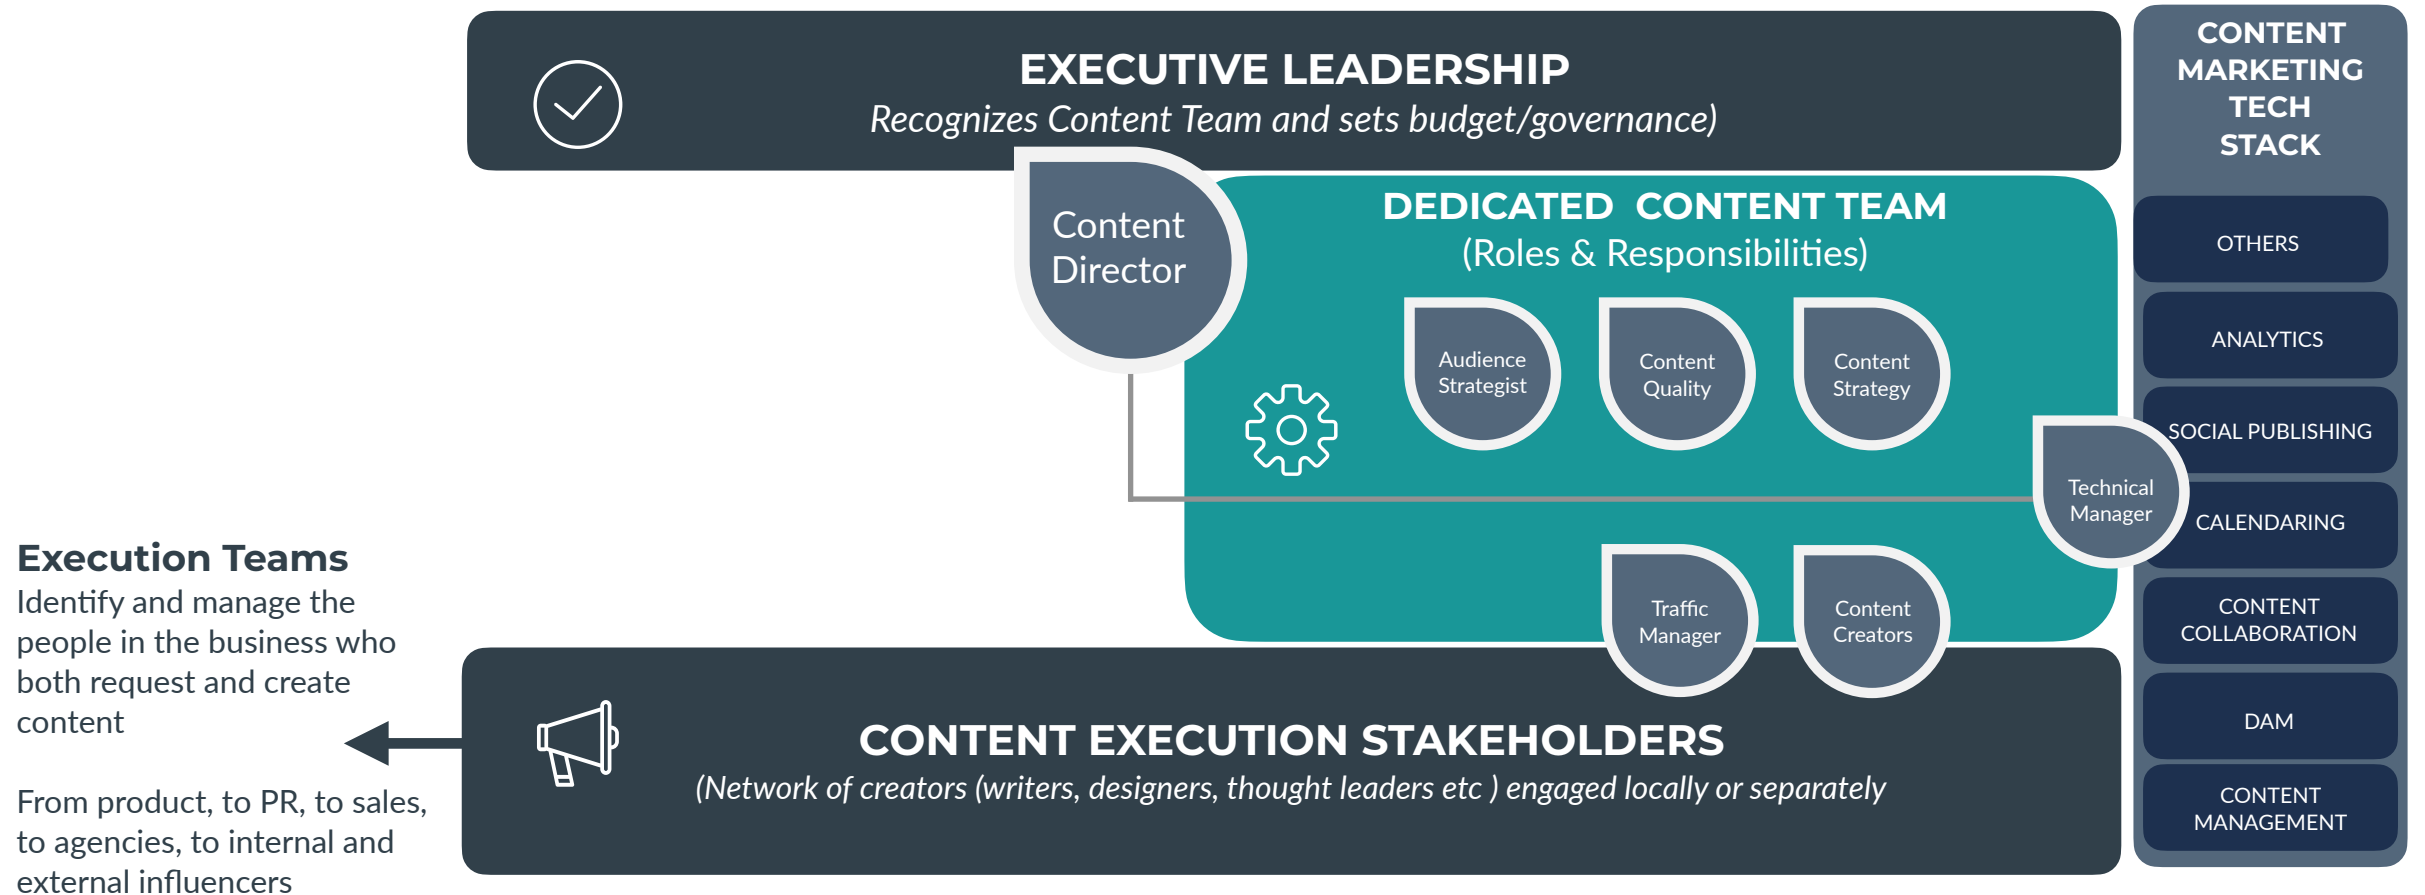 EXECUTIVE LEADERSHIP
Recognizes Content Team and sets budget/governance)
Content
Director
DEDICATED  CONTENT TEAM
(Roles & Responsibilities)
Audience
Strategist
Content
Quality
Content
Strategy
Technical
Manager
Traffic
Manager
Content
Creators
CONTENT EXECUTION STAKEHOLDERS
(Network of creators (writers, designers, thought leaders etc ) engaged locally or separately
Execution Teams
Identify and manage the
people in the business who
both request and create
content
From product, to PR, to sales,
to agencies, to internal and
external influencers
CONTENT
MARKETING
TECH
STACK
OTHERS
ANALYTICS
SOCIAL PUBLISHING
CALENDARING
CONTENT
COLLABORATION
DAM
CONTENT
MANAGEMENT